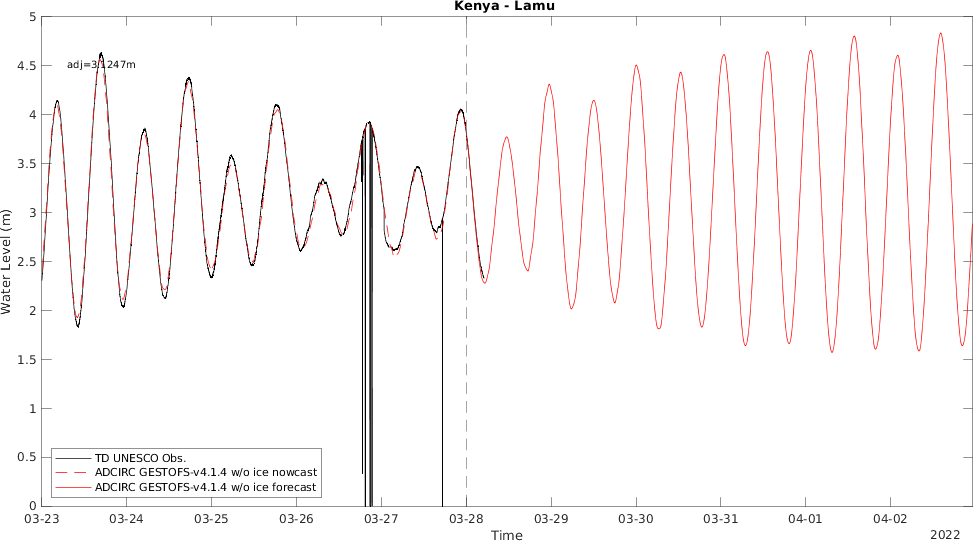 Kenya - Lamu
5
4.5
4
3.5
3
2.5
2
1.5
1
0.5
0
Water Level (m)
TD UNESCO Obs.
ADCIRC GESTOFS-v4.1.4 w/o ice nowcast
ADCIRC GESTOFS-v4.1.4 w/o ice forecast
03-23 03-24 03-25 03-26 03-27 03-28 03-29 03-30 03-31 04-01 04-02
Time
2022